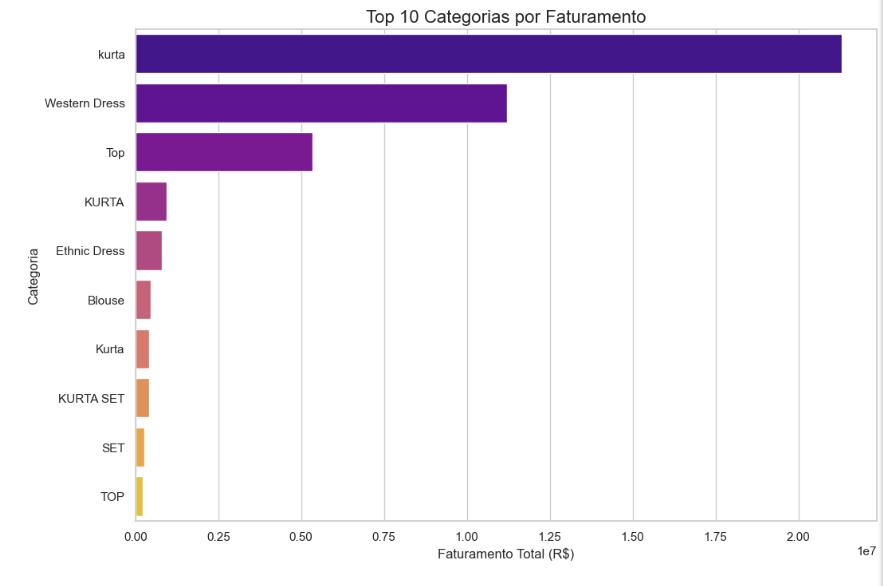 Top 10 Categorias por Faturamento
Categoria
kurta
Western Dress
Top
KURTA
Ethnic Dress
Blouse
Kurta
KURTA SET
SET
TOP
0.00 0.25 0.50 0.75 1.00 1.25 1.50 1.75 2.00
1e7
Faturamento Total (R$)